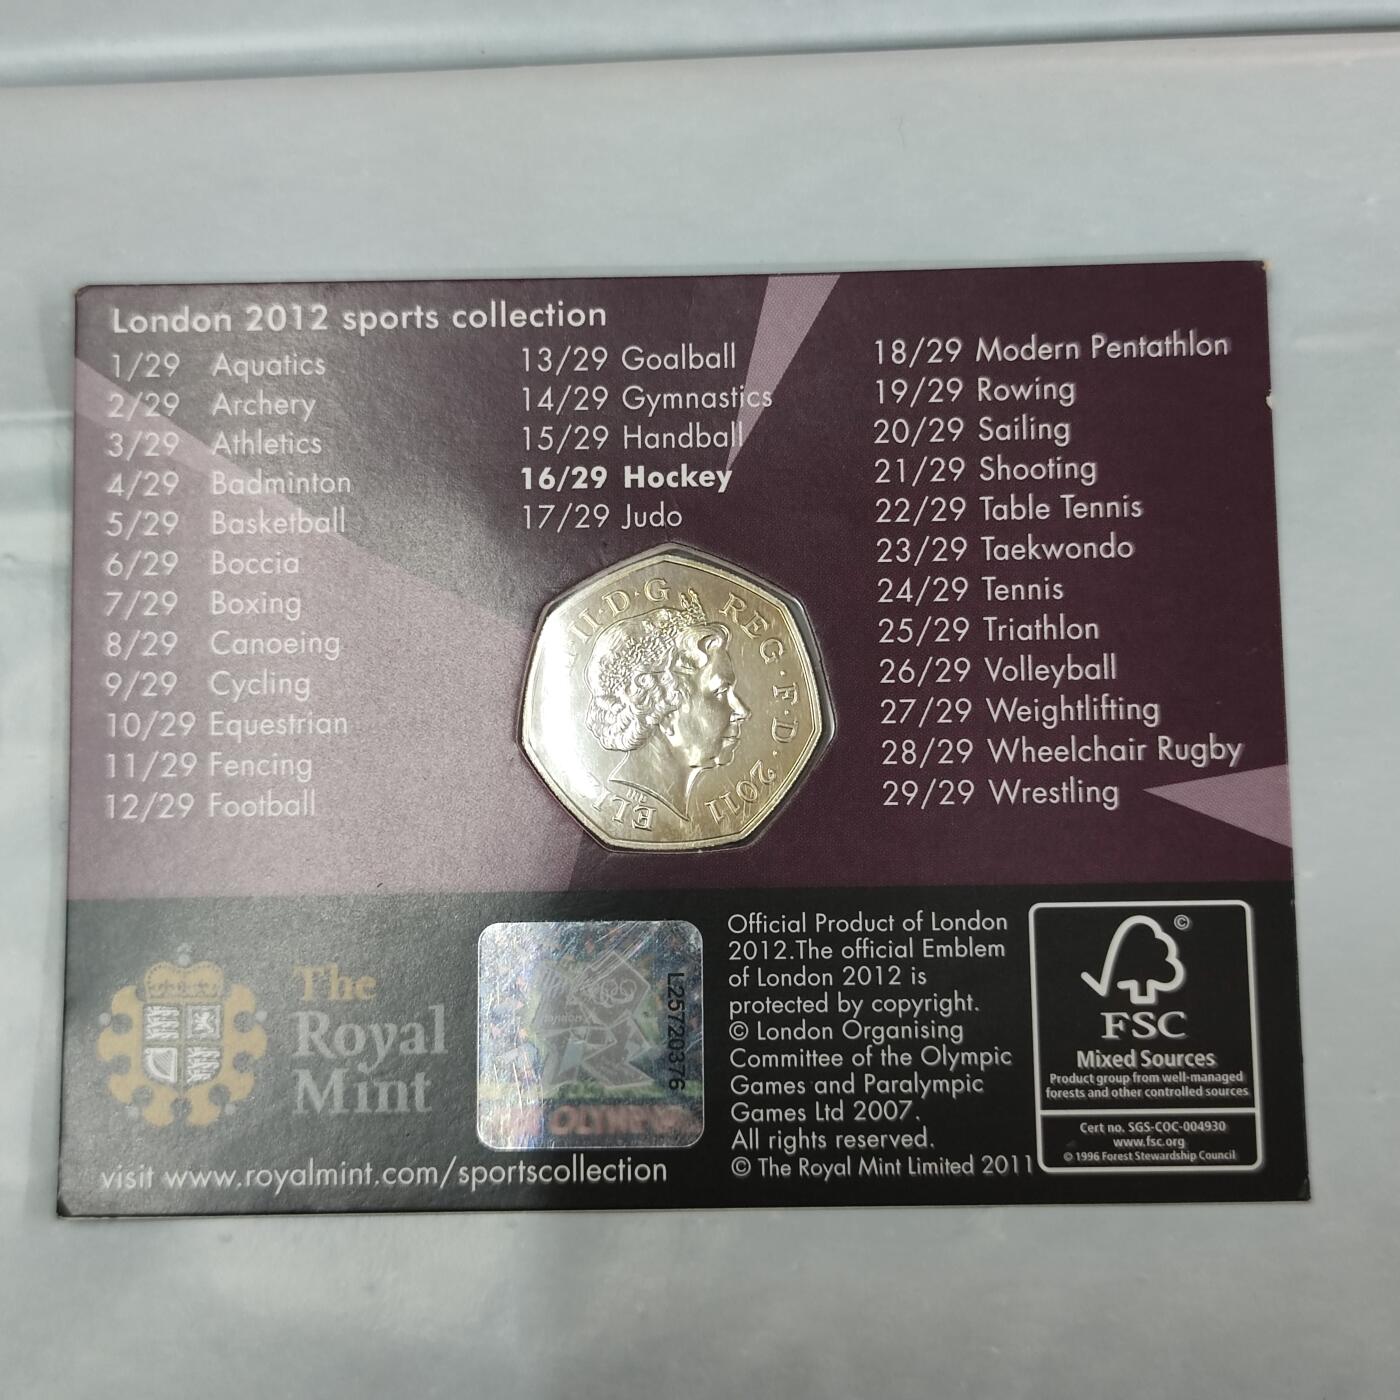 London 2012 sports collection
1/29 Aquatics
2/29 Archery
3/29 Athletics
4/29 Badminton
5/29 Basketball
6/29 Boccia
7/29 Boxing
8/29 Canoeing
9/29 Cycling
10/29 Equestrian
11/29 Fencing
12/29 Football
13/29 Goalball
14/29 Gymnastics
15/29 Handball
16/29 Hockey
17/29 Judo
18/29 Modern Pentathlon
19/29 Rowing
20/29 Sailing
21/29 Shooting
22/29 Table Tennis
23/29 Taekwondo
24/29 Tennis
25/29 Triathlon
26/29 Volleyball
27/29 Weightlifting
28/29 Wheelchair Rugby
29/29 Wrestling
II·D·G REG·F·D·2011
The
Royal
Mint
visit www.royalmint.com/sportscollection
L25720376
Official Product of London
2012.The official Emblem
of London 2012 is
protected by copyright.
© London Organising
Committee of the Olympic
Games and Paralympic
Games Ltd 2007.
All rights reserved.
© The Royal Mint Limited 2011
©
FSC
Mixed Sources
Product group from well-managed
forests and other controlled sources
Cert no. SGS-COC-004930
www.fsc.org
© 1996 Forest Stewardship Council